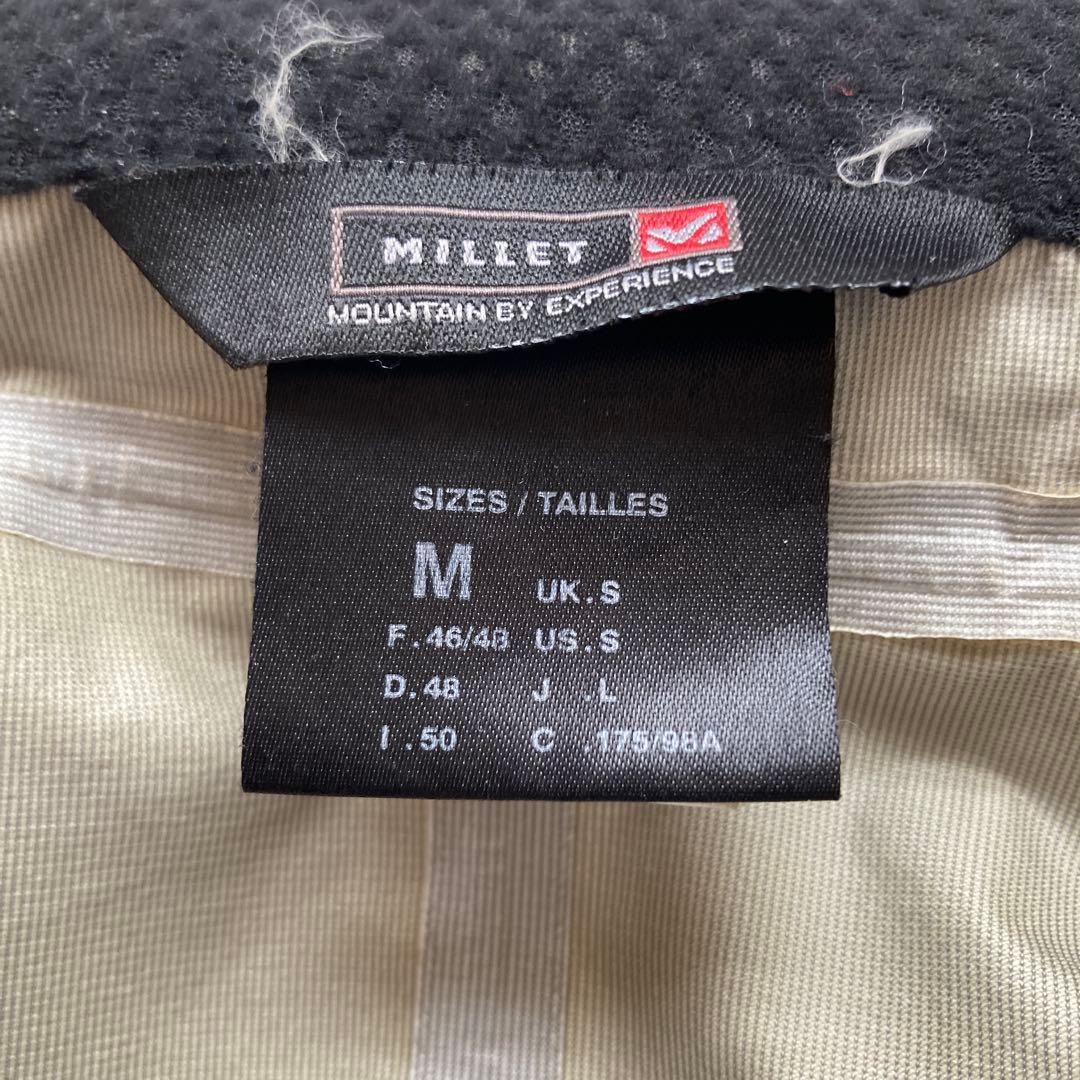 MILLET
MOUNTAIN BY EXPERIENCE
SIZES / TAILLES
M UK.S
F.46/48 US.S
D.48 J .L
I .50 C .175/98A